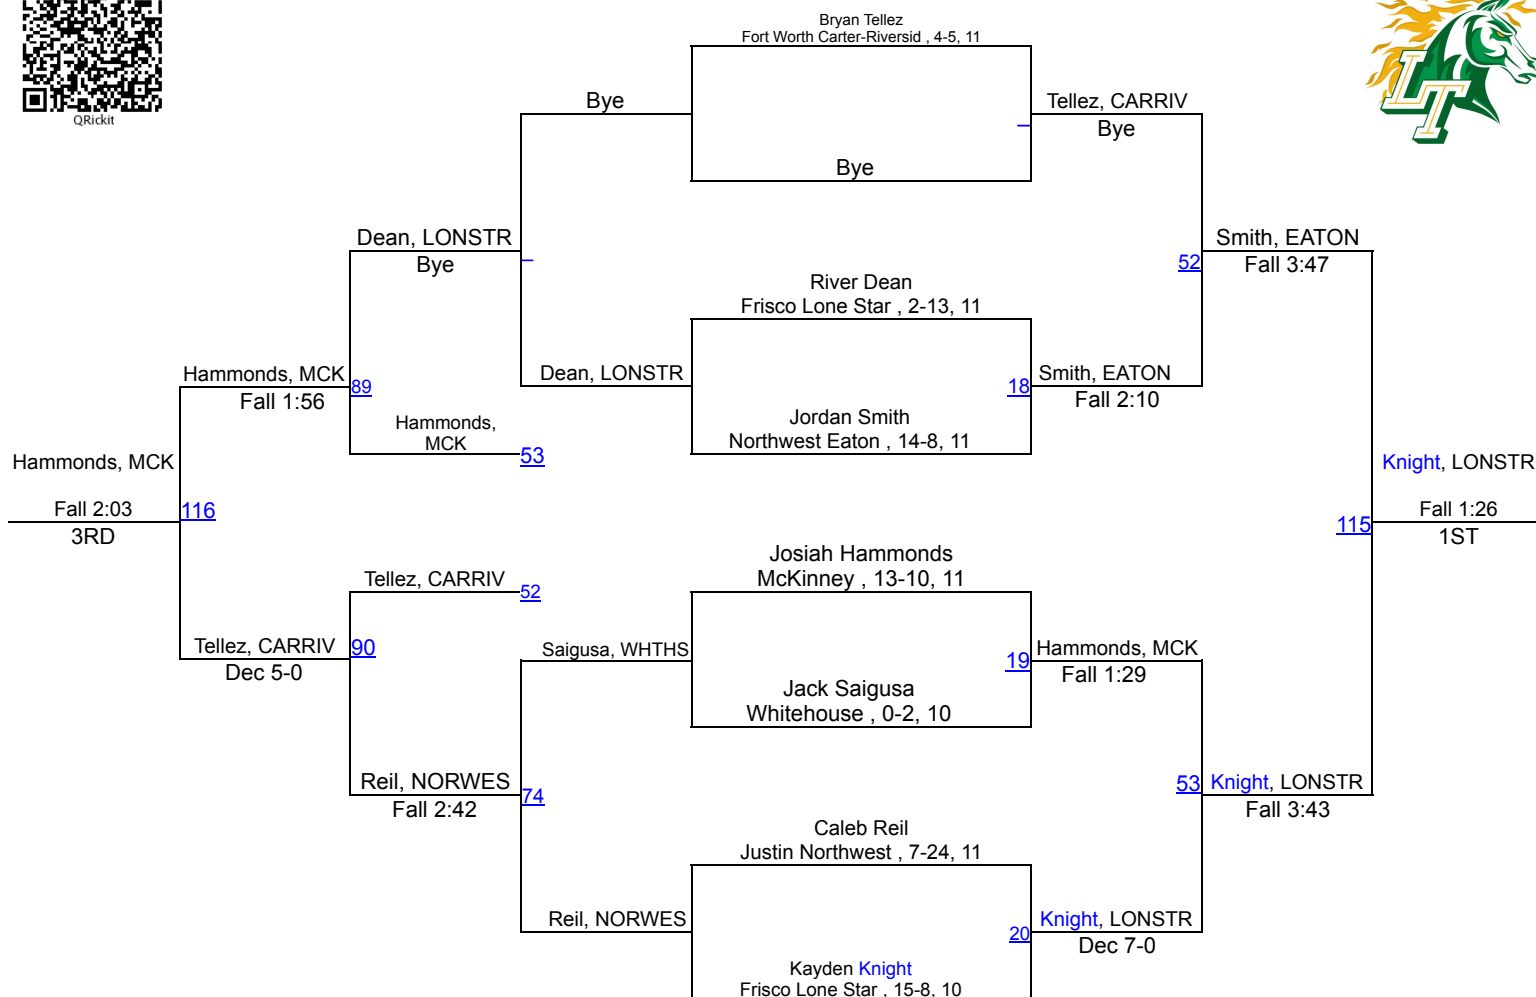 Bryan Tellez
Fort Worth Carter-Riversid , 4-5, 11
QRickit
LT
Bye
Tellez, CARRIV
Bye
Bye
Dean, LONSTR
Bye
Smith, EATON
52
Fall 3:47
River Dean
Frisco Lone Star , 2-13, 11
Hammonds, MCK
89
Fall 1:56
Dean, LONSTR
18
Smith, EATON
Fall 2:10
Hammonds,
MCK
53
Jordan Smith
Northwest Eaton , 14-8, 11
Hammonds, MCK
Fall 2:03
116
3RD
Knight, LONSTR
Fall 1:26
115
1ST
Josiah Hammonds
McKinney , 13-10, 11
Tellez, CARRIV
52
Tellez, CARRIV
90
Dec 5-0
Saigusa, WHTHS
19
Hammonds, MCK
Fall 1:29
Jack Saigusa
Whitehouse , 0-2, 10
Reil, NORWES
74
Fall 2:42
53
Knight, LONSTR
Fall 3:43
Caleb Reil
Justin Northwest , 7-24, 11
Reil, NORWES
20
Knight, LONSTR
Dec 7-0
Kayden Knight
Frisco Lone Star , 15-8, 10